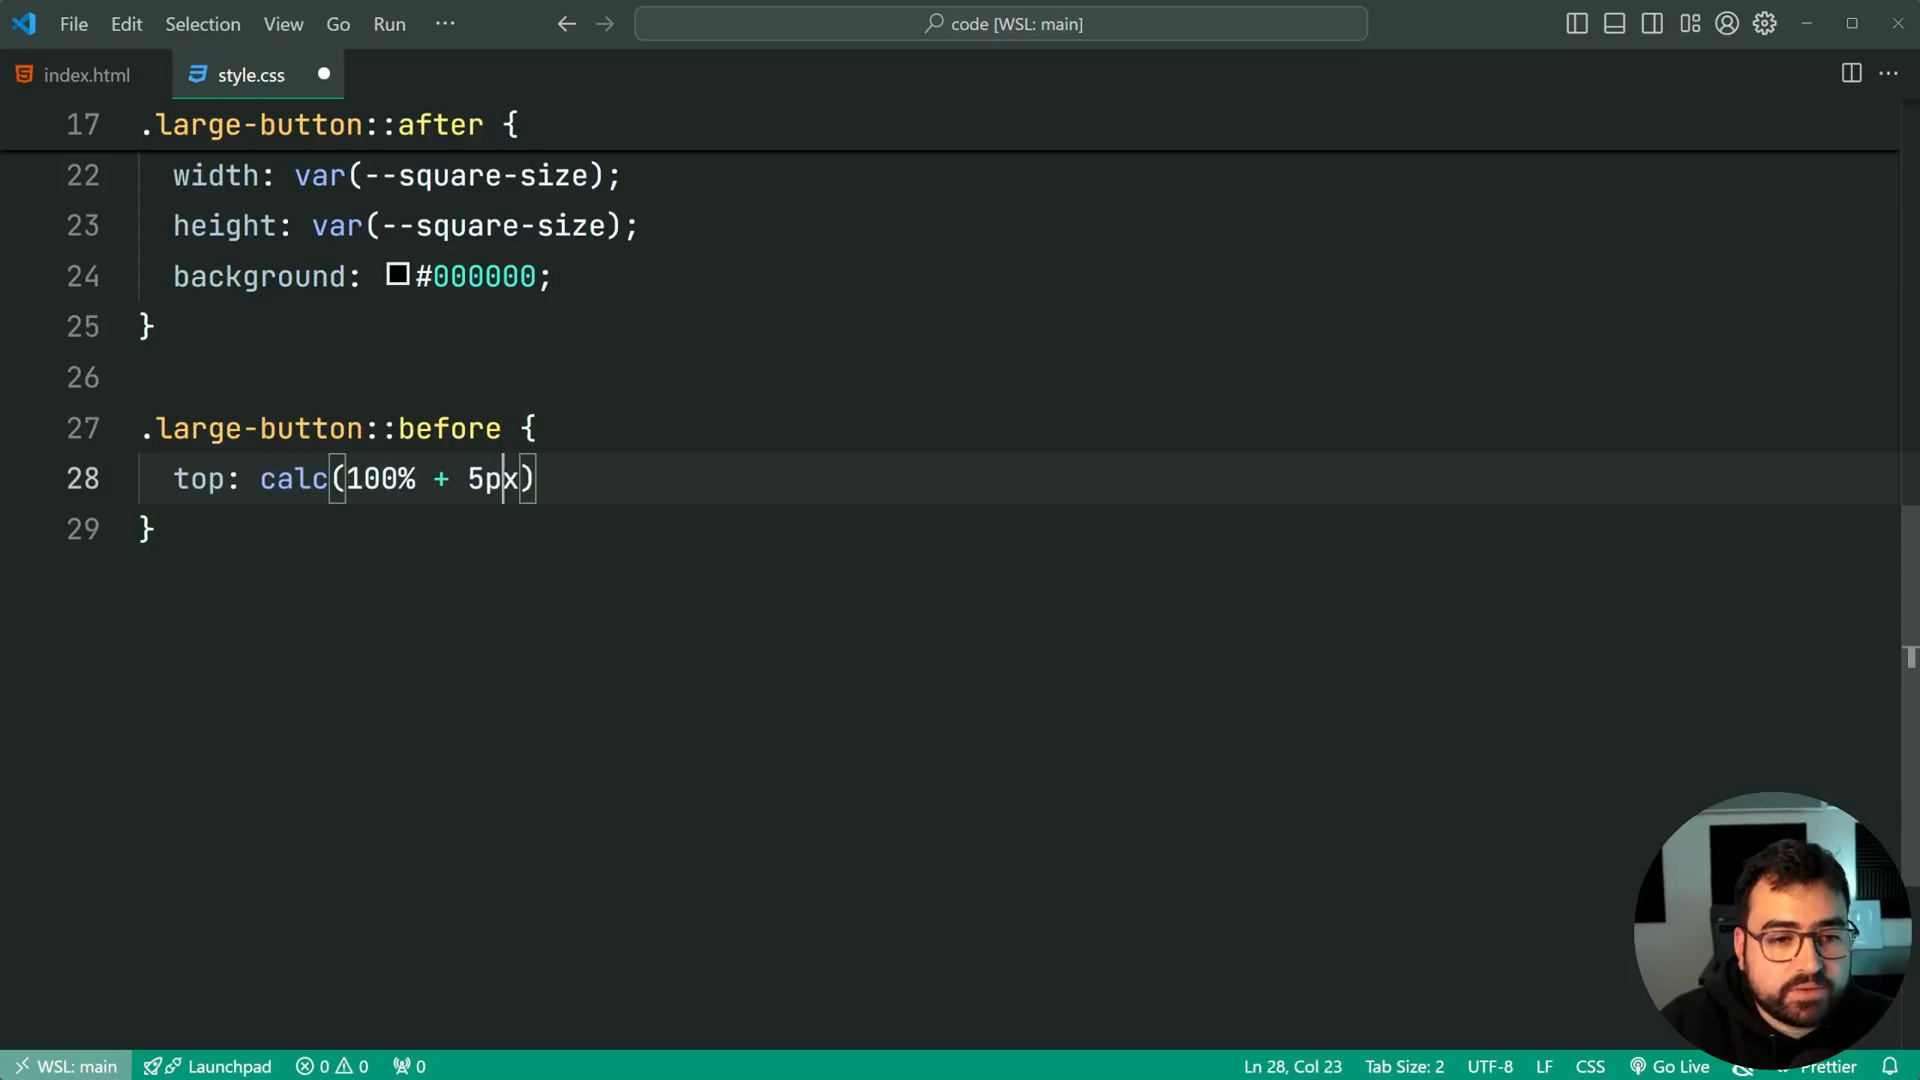 File Edit Selection View Go Run ··· code [WSL: main]
index.html style.css
17 .large-button::after {
22 width: var(--square-size);
23 height: var(--square-size);
24 background: #000000;
25 }
26
27 .large-button::before {
28 top: calc(100% + 5px)
29 }
WSL: main Launchpad 0 0 0 Ln 28, Col 23 Tab Size: 2 UTF-8 LF CSS Go Live Prettier